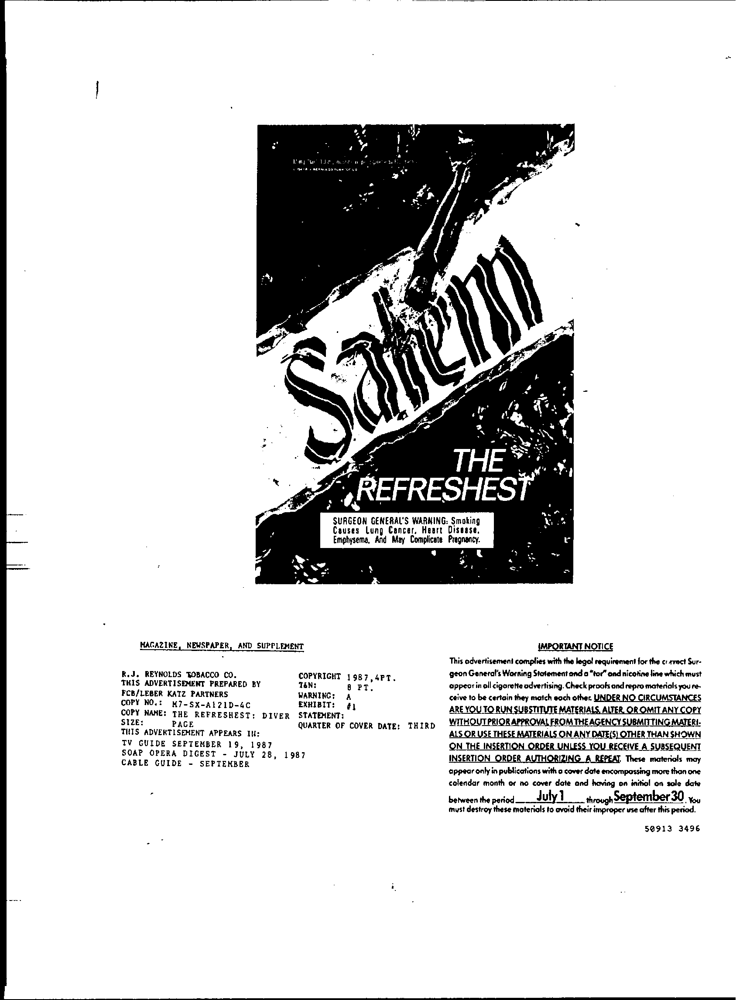 Salem
THE
REFRESHEST
SURGEON GENERAL'S WARNING: Smoking
Causes Lung Cancer, Heart Disease,
Emphysema, And May Complicate Pregnancy.
MAGAZINE, NEWSPAPER, AND SUPPLEMENT
R.J. REYNOLDS TOBACCO CO.
THIS ADVERTISEMENT PREPARED BY
FCB/LEBER KATZ PARTNERS
COPY NO.: M7-SX-A121D-4C
COPY NAME: THE REFRESHEST: DIVER
SIZE: PAGE
THIS ADVERTISEMENT APPEARS IN:
TV GUIDE SEPTEMBER 19, 1987
SOAP OPERA DIGEST - JULY 28, 1987
CABLE GUIDE - SEPTEMBER
COPYRIGHT 1987,4PT.
T&N: 8 PT.
WARNING: A
EXHIBIT: #1
STATEMENT:
QUARTER OF COVER DATE: THIRD
IMPORTANT NOTICE
This advertisement complies with the legal requirement for the correct Sur-
geon General's Warning Statement and a "tar" and nicotine line which must
appear in all cigarette advertising. Check proofs and repro materials you re-
ceive to be certain they match each other. UNDER NO CIRCUMSTANCES
ARE YOU TO RUN SUBSTITUTE MATERIALS, ALTER, OR OMIT ANY COPY
WITHOUT PRIOR APPROVAL FROM THE AGENCY SUBMITTING MATERI-
ALS OR USE THESE MATERIALS ON ANY DATE(S) OTHER THAN SHOWN
ON THE INSERTION ORDER UNLESS YOU RECEIVE A SUBSEQUENT
INSERTION ORDER AUTHORIZING A REPEAT. These materials may
appear only in publications with a cover date encompassing more than one
calendar month or no cover date and having an initial on sale date
between the period July 1 through September 30. You
must destroy these materials to avoid their improper use after this period.
50913 3496